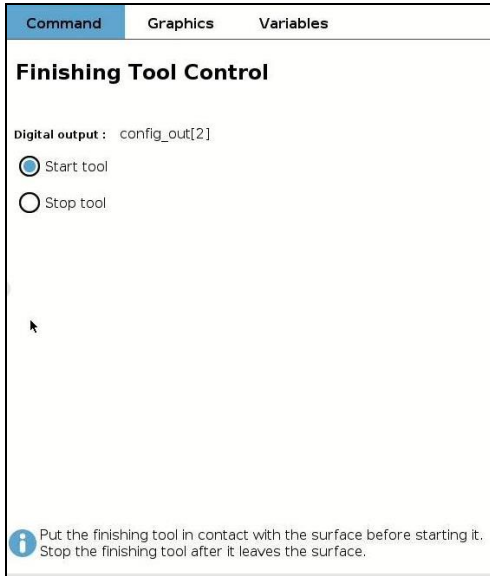 Command Graphics Variables
Finishing Tool Control
Digital output : config_out[2]
Start tool
Stop tool
Put the finishing tool in contact with the surface before starting it.
Stop the finishing tool after it leaves the surface.